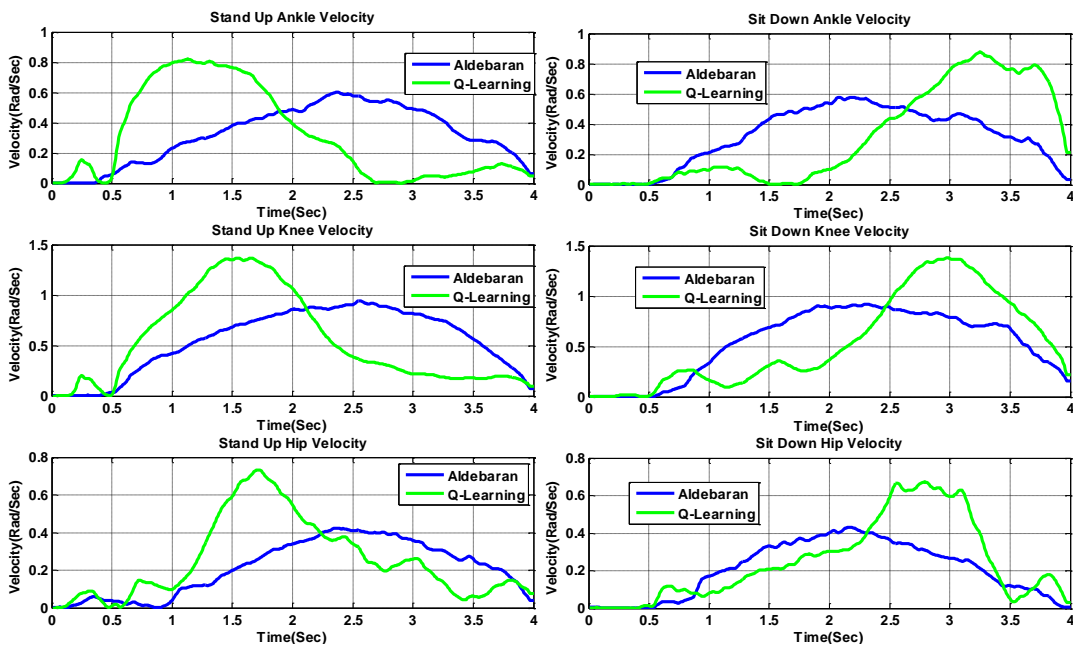 Stand Up Ankle Velocity
Velocity(Rad/Sec)
1
0.8
0.6
0.4
0.2
0
Aldebaran
Q-Learning
0 0.5 1 1.5 2 2.5 3 3.5 4
Time(Sec)
Sit Down Ankle Velocity
Velocity(Rad/Sec)
1
0.8
0.6
0.4
0.2
0
Aldebaran
Q-Learning
0 0.5 1 1.5 2 2.5 3 3.5 4
Time(Sec)
Stand Up Knee Velocity
Velocity(Rad/Sec)
1.5
1
0.5
0
Aldebaran
Q-Learning
0 0.5 1 1.5 2 2.5 3 3.5 4
Time(Sec)
Sit Down Knee Velocity
Velocity(Rad/Sec)
1.5
1
0.5
0
Aldebaran
Q-Learning
0 0.5 1 1.5 2 2.5 3 3.5 4
Time(Sec)
Stand Up Hip Velocity
Velocity(Rad/Sec)
0.8
0.6
0.4
0.2
0
Aldebaran
Q-Learning
0 0.5 1 1.5 2 2.5 3 3.5 4
Time(Sec)
Sit Down Hip Velocity
Velocity(Rad/Sec)
0.8
0.6
0.4
0.2
0
Aldebaran
Q-Learning
0 0.5 1 1.5 2 2.5 3 3.5 4
Time(Sec)